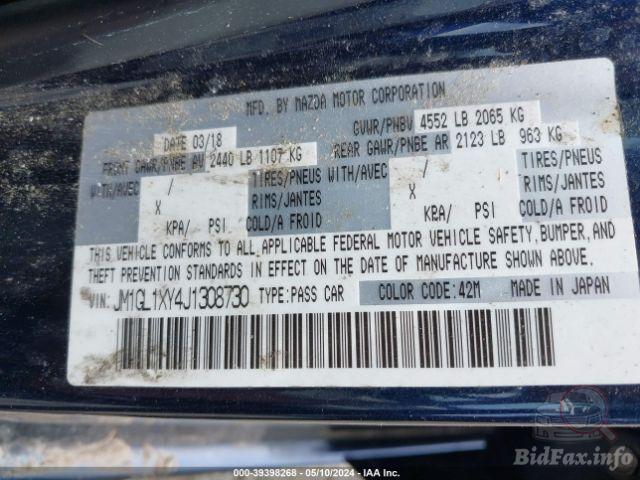 MFD. BY MAZDA MOTOR CORPORATION
DATE 03/18 GVWR/PNBV 4552 LB 2065 KG
FRONT GAWR/PNBE AV 2440 LB 1107 KG REAR GAWR/PNBE AR 2123 LB 963 KG
WITH/AVEC / TIRES/PNEUS WITH/AVEC / TIRES/PNEUS
X RIMS/JANTES X RIMS/JANTES
KPA/ PSI COLD/A FROID KPA/ PSI COLD/A FROID
THIS VEHICLE CONFORMS TO ALL APPLICABLE FEDERAL MOTOR VEHICLE SAFETY, BUMPER, AND
THEFT PREVENTION STANDARDS IN EFFECT ON THE DATE OF MANUFACTURE SHOWN ABOVE.
VIN: JM1GL1XY4J1308730 TYPE:PASS CAR COLOR CODE:42M MADE IN JAPAN
BidFax.info
00-39398268 - 05/10/2024 - IAA Inc.